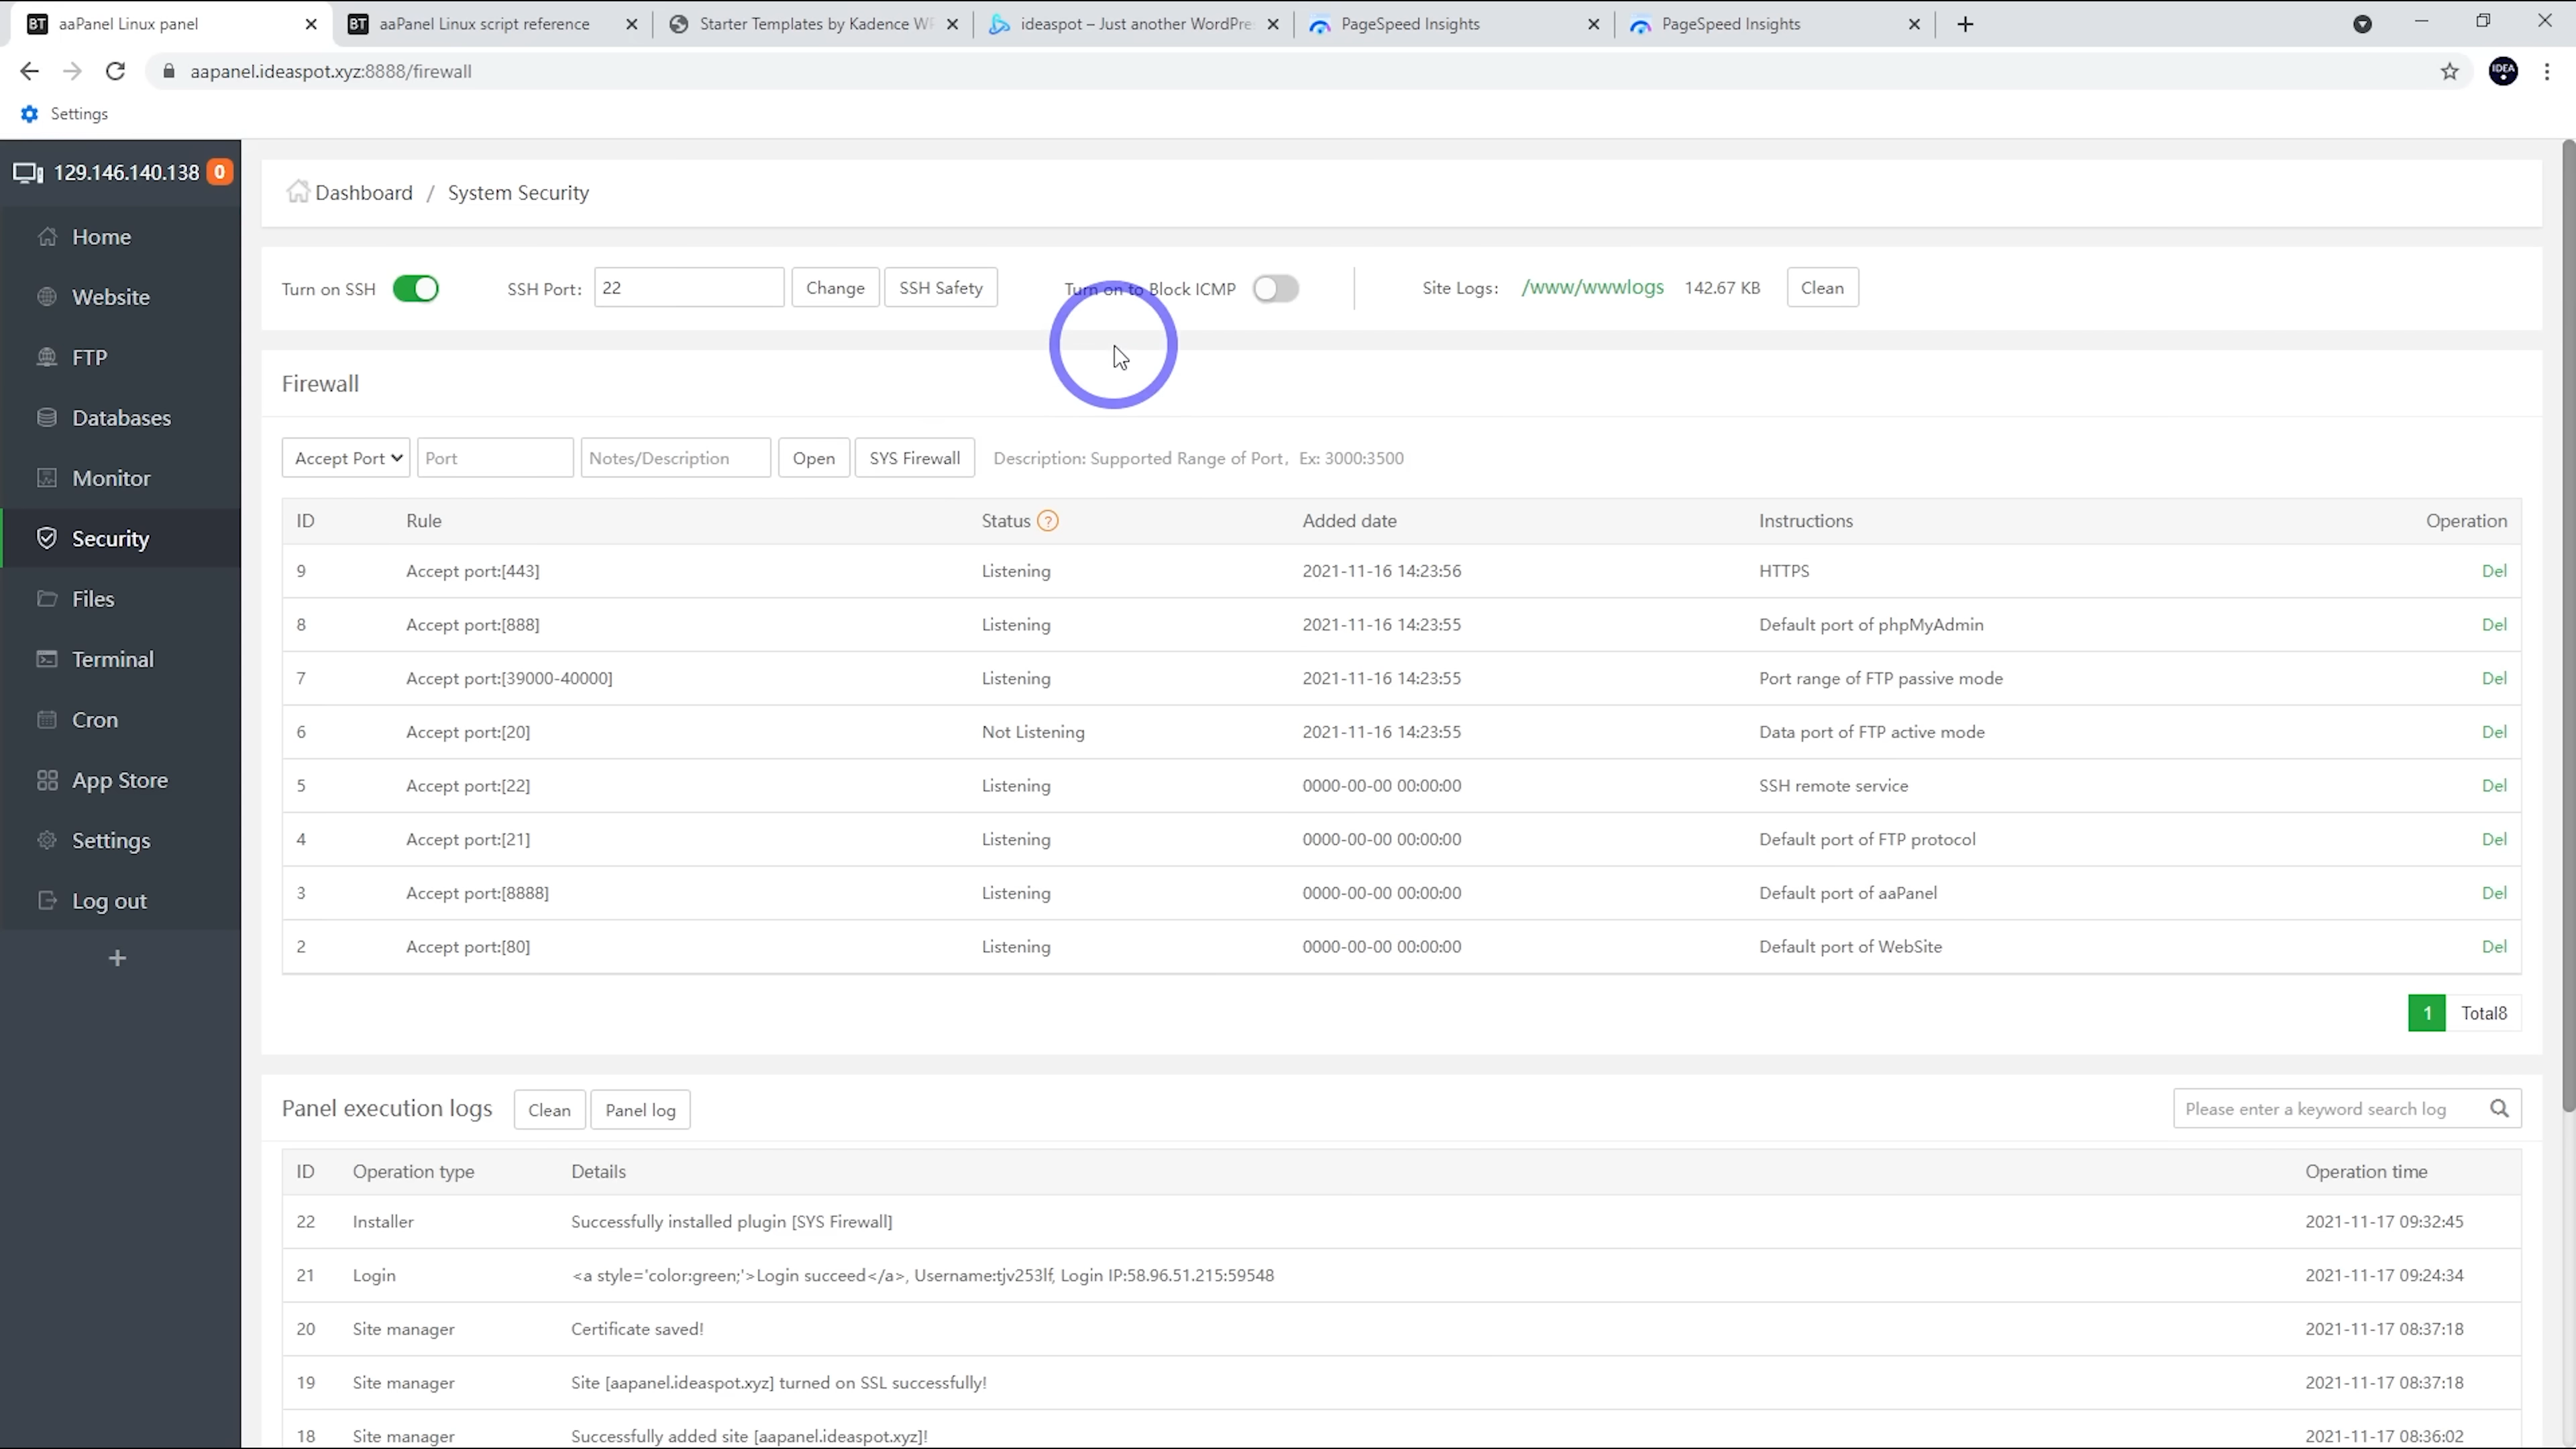 BT aaPanel Linux panel
BT aaPanel Linux script reference
Starter Templates by Kadence WP
ideaspot – Just another WordPres
PageSpeed Insights
PageSpeed Insights
aapanel.ideaspot.xyz:8888/firewall
IDEA
Settings
129.146.140.138 0
Home
Website
FTP
Databases
Monitor
Security
Files
Terminal
Cron
App Store
Settings
Log out
Dashboard / System Security
Turn on SSH SSH Port: 22 Change SSH Safety Turn on to Block ICMP Site Logs: /www/wwwlogs 142.67 KB Clean
Firewall
Accept Port Port Notes/Description Open SYS Firewall Description: Supported Range of Port, Ex: 3000:3500
ID Rule Status ? Added date Instructions Operation
9 Accept port:[443] Listening 2021-11-16 14:23:56 HTTPS Del
8 Accept port:[888] Listening 2021-11-16 14:23:55 Default port of phpMyAdmin Del
7 Accept port:[39000-40000] Listening 2021-11-16 14:23:55 Port range of FTP passive mode Del
6 Accept port:[20] Not Listening 2021-11-16 14:23:55 Data port of FTP active mode Del
5 Accept port:[22] Listening 0000-00-00 00:00:00 SSH remote service Del
4 Accept port:[21] Listening 0000-00-00 00:00:00 Default port of FTP protocol Del
3 Accept port:[8888] Listening 0000-00-00 00:00:00 Default port of aaPanel Del
2 Accept port:[80] Listening 0000-00-00 00:00:00 Default port of WebSite Del
1 Total8
Panel execution logs Clean Panel log Please enter a keyword search log
ID Operation type Details Operation time
22 Installer Successfully installed plugin [SYS Firewall] 2021-11-17 09:32:45
21 Login <a style='color:green;'>Login succeed</a>, Username:tjv253lf, Login IP:58.96.51.215:59548 2021-11-17 09:24:34
20 Site manager Certificate saved! 2021-11-17 08:37:18
19 Site manager Site [aapanel.ideaspot.xyz] turned on SSL successfully! 2021-11-17 08:37:18
18 Site manager Successfully added site [aapanel.ideaspot.xyz]! 2021-11-17 08:36:02